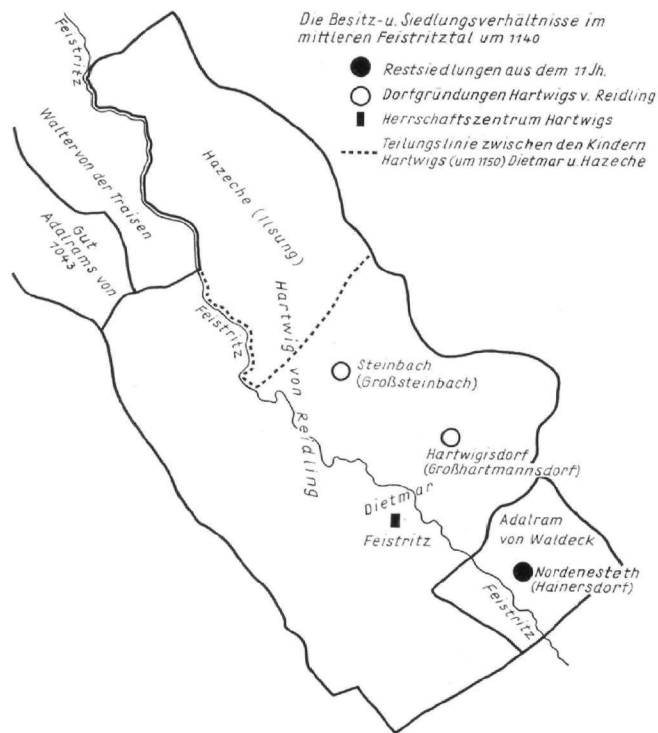 Die Besitz-u. Siedlungsverhältnisse im
mittleren Feistritztal um 1140
Restsiedlungen aus dem 11Jh.
Dorfgründungen Hartwigs v. Reidling
Herrschaftszentrum Hartwigs
Teilungslinie zwischen den Kindern
Hartwigs (um 1150) Dietmar u. Hazeche
Feistritz
Walter von der Traisen
Hazeche (Ilsung)
Gut
Adalrams von
1043
Feistritz
Hartwig von Reidling
Steinbach
(Großsteinbach)
Hartwigisdorf
(Großhartmannsdorf)
Dietmar
Feistritz
Adalram
von Waldeck
Nordenesteth
(Hainersdorf)
Feistritz